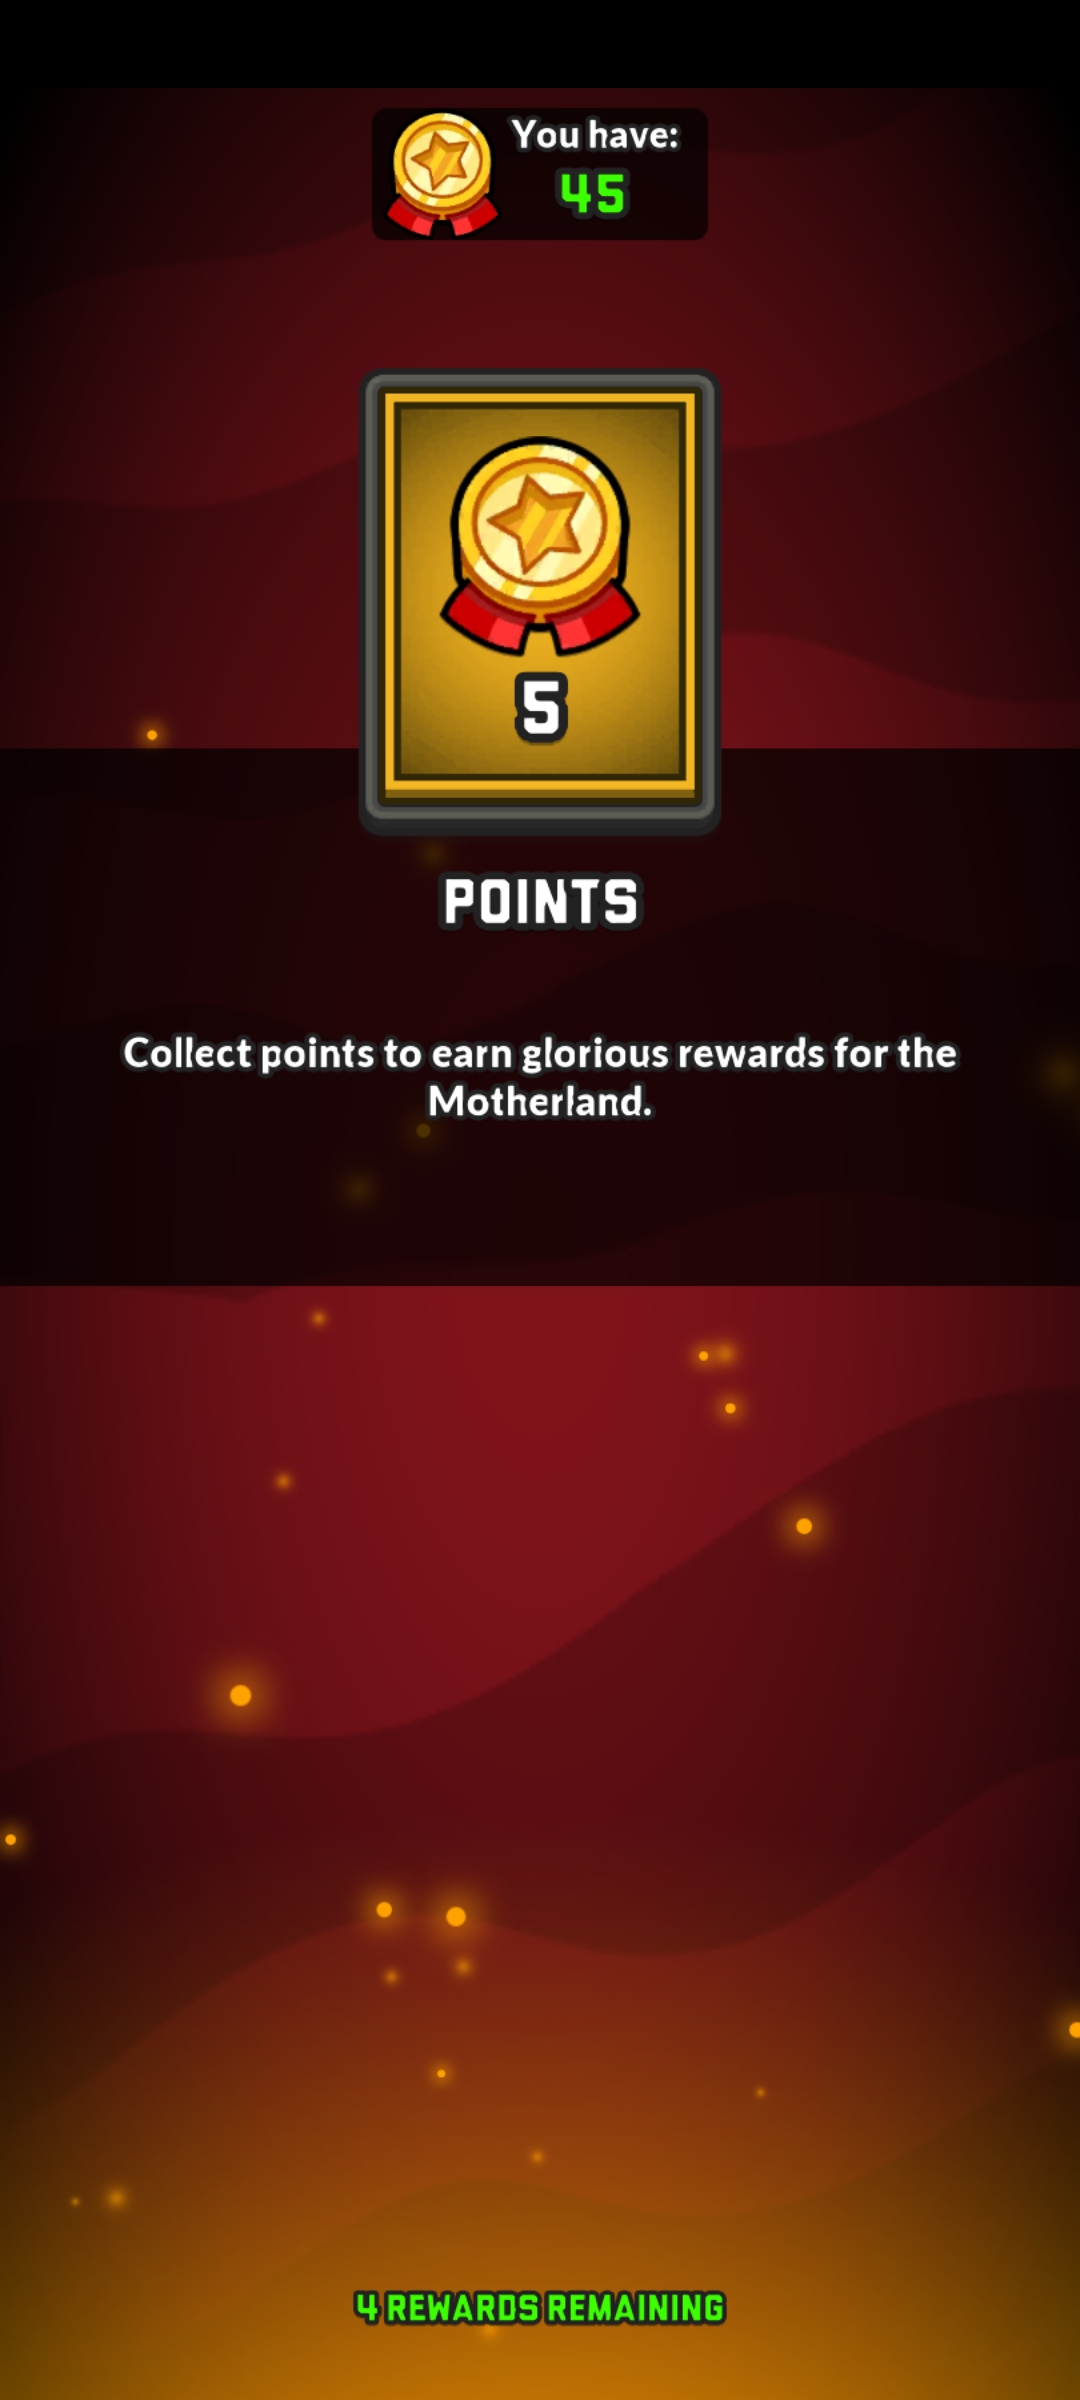 You have:
45
5
POINTS
Collect points to earn glorious rewards for the
Motherland.
4 REWARDS REMAINING